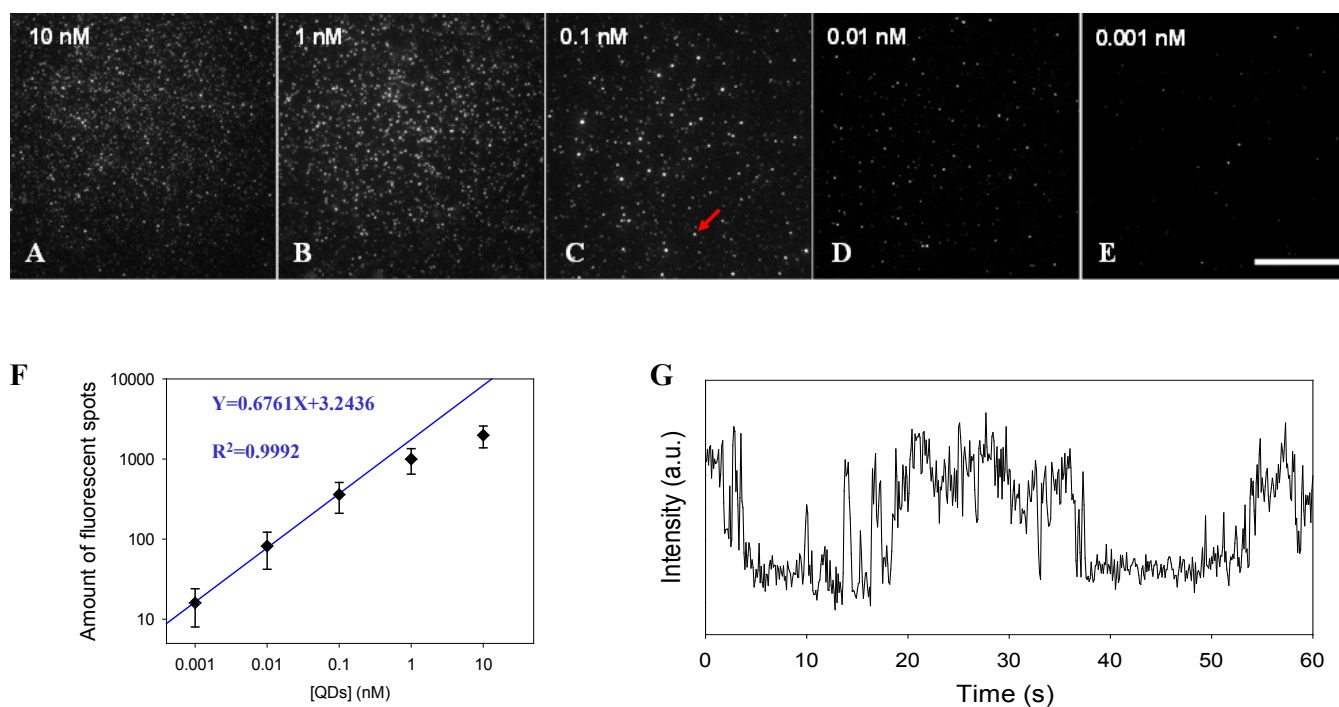 10 nM
1 nM
0.1 nM
0.01 nM
0.001 nM
A
B
C
D
E
F
10000
1000
100
10
Amount of fluorescent spots
Y=0.6761X+3.2436
R²=0.9992
0.001
0.01
0.1
1
10
[QDs] (nM)
G
Intensity (a.u.)
0
10
20
30
40
50
60
Time (s)